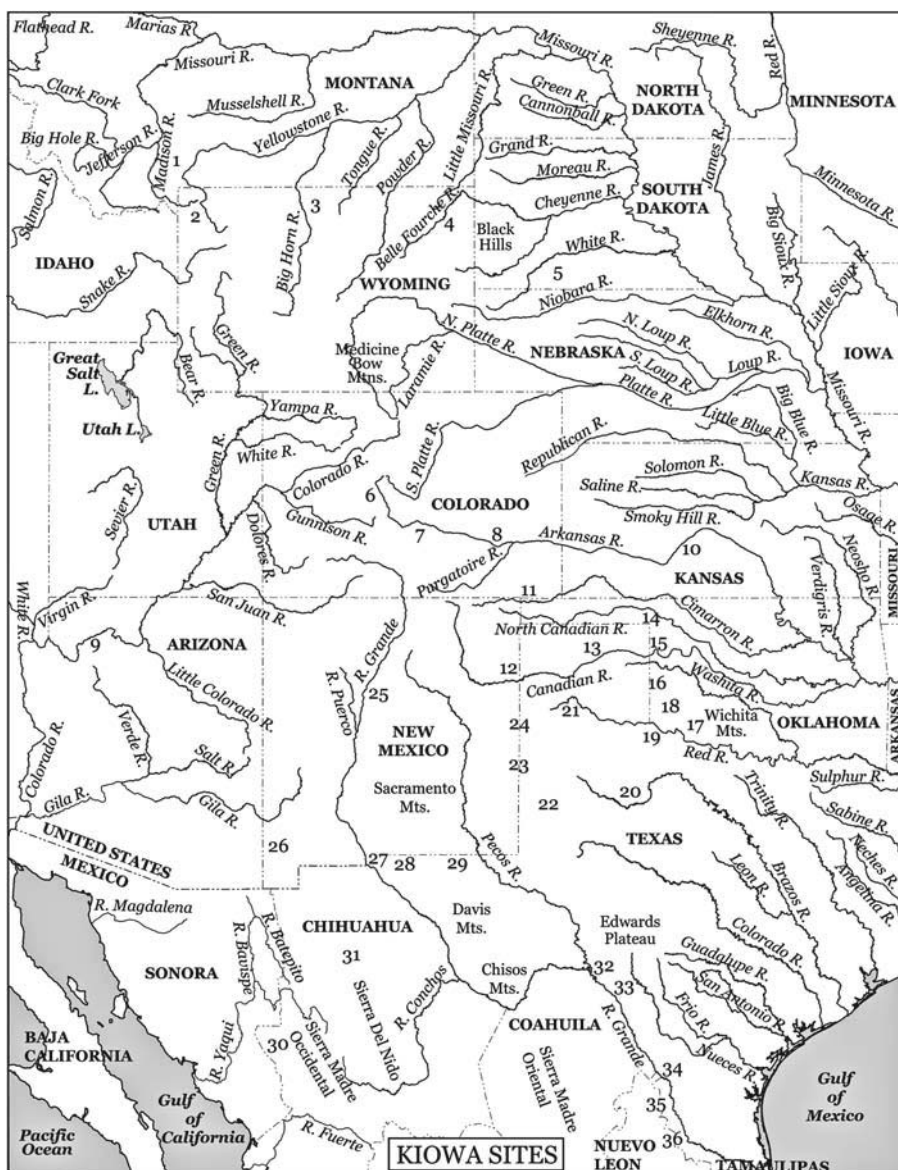 Flathead R.
Marias R.
Missouri R.
Sheyenne R.
Red R.
Missouri R.
MONTANA
Green R.
NORTH
DAKOTA
MINNESOTA
Clark Fork
Musselshell R.
Cannonball R.
Little Missouri R.
Big Hole R.
Jefferson R.
Madison R.
1
Yellowstone R.
Tongue R.
Powder R.
Grand R.
Moreau R.
James R.
Minnesota R.
Salmon R.
2
3
Big Horn R.
Belle Fourche R.
4
Cheyenne R.
Black
Hills
SOUTH
DAKOTA
Big Sioux R.
White R.
5
IDAHO
Snake R.
WYOMING
Niobara R.
Little Sioux R.
Elkhorn R.
Green R.
N. Platte R.
N. Loup R.
NEBRASKA
S. Loup R.
Loup R.
IOWA
Great
Salt
L.
Bear R.
Medicine
Bow
Mtns.
Laramie R.
Platte R.
Missouri R.
Utah L.
Yampa R.
Little Blue R.
Big Blue R.
White R.
Green R.
S. Platte R.
Republican R.
Colorado R.
6
COLORADO
Solomon R.
Saline R.
Kansas R.
Sevier R.
UTAH
Dolores R.
Gunnison R.
7
8
Arkansas R.
Smoky Hill R.
10
Osage R.
KANSAS
Verdigris R.
Neosho R.
MISSOURI
Purgatoire R.
11
White R.
Virgin R.
San Juan R.
Cimarron R.
14
North Canadian R.
9
ARIZONA
R. Grande
15
13
12
Canadian R.
Washita R.
16
Little Colorado R.
R. Puerco
25
21
18
17
Wichita
Mts.
OKLAHOMA
ARKANSAS
24
NEW
MEXICO
19
Red R.
Colorado R.
Verde R.
Salt R.
23
Sacramento
Mts.
20
22
Trinity R.
Sulphur R.
Sabine R.
Gila R.
Gila R.
TEXAS
26
27
28
29
Pecos R.
Leon R.
Brazos R.
Neches R.
Angelina R.
UNITED STATES
MEXICO
R. Magdalena
CHIHUAHUA
Davis
Mts.
Edwards
Plateau
Colorado R.
R. Bavispe
R. Batepito
31
32
33
Guadalupe R.
SONORA
Chisos
Mts.
San Antonio R.
Sierra Del Nido
R. Conchos
COAHUILA
Frio R.
BAJA
CALIFORNIA
R. Yaqui
30
Sierra Madre
Occidental
Sierra Madre
Oriental
R. Grande
Nueces R.
34
35
Gulf
of
California
Gulf
of
Mexico
Pacific
Ocean
R. Fuerte
36
KIOWA SITES
NUEVO
LEON
TAMAULIPAS